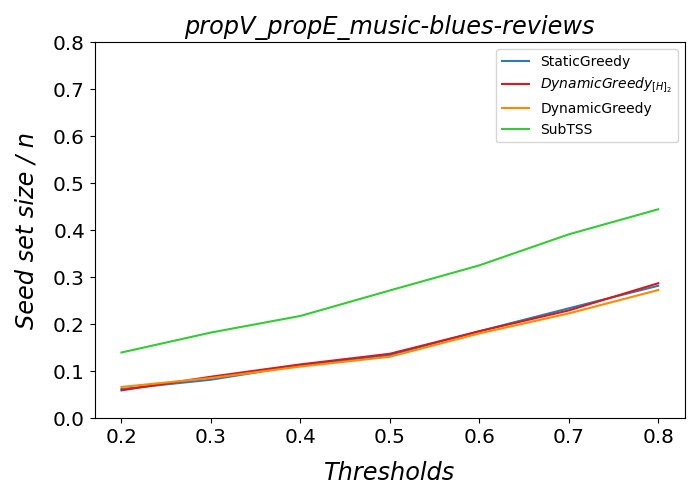 propV_propE_music-blues-reviews
StaticGreedy
DynamicGreedy[H]₂
DynamicGreedy
SubTSS
Seed set size / n
0.8
0.7
0.6
0.5
0.4
0.3
0.2
0.1
0.0
0.2 0.3 0.4 0.5 0.6 0.7 0.8
Thresholds